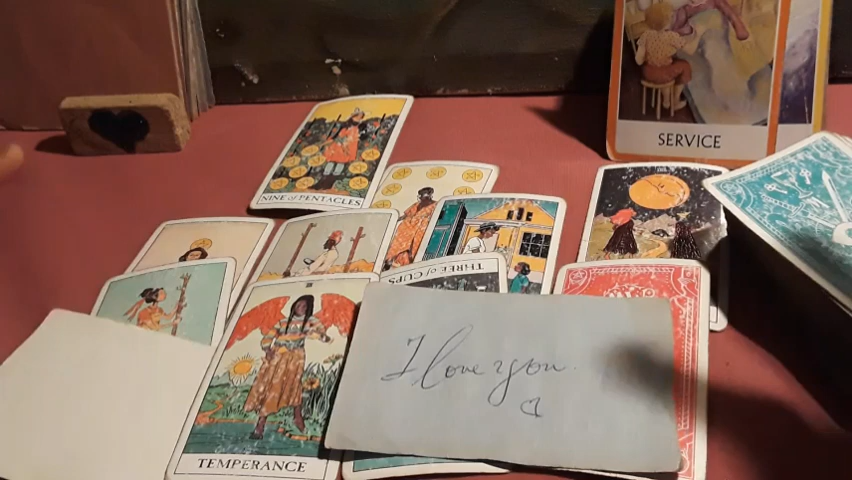 SERVICE
NINE of PENTACLES
THREE of CUPS
I love you.
TEMPERANCE